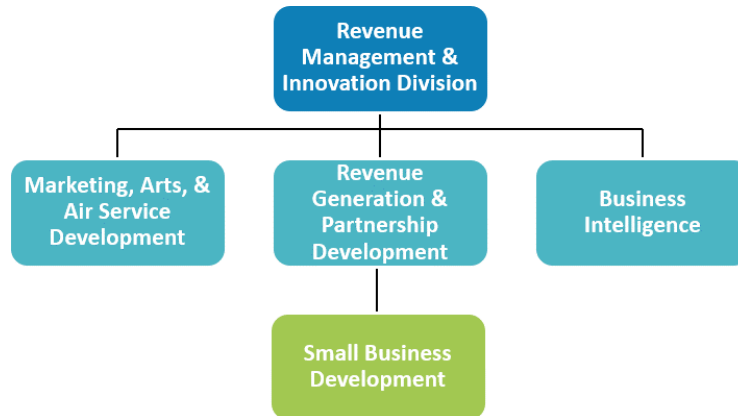 Revenue
Management &
Innovation Division
Marketing, Arts, &
Air Service
Development
Revenue
Generation &
Partnership
Development
Business
Intelligence
Small Business
Development